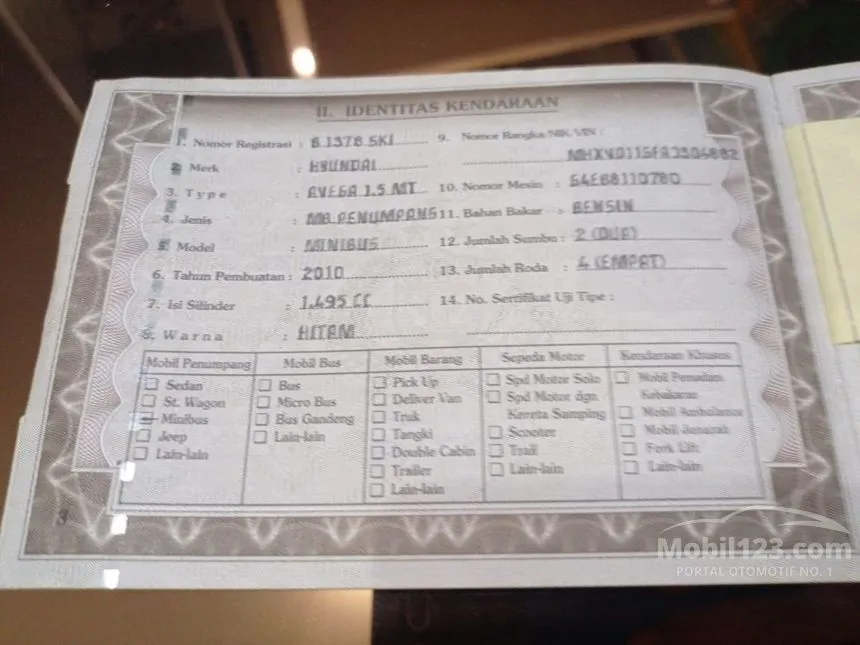 II. IDENTITAS KENDARAAN
1. Nomor Registrasi : B.1378.SKI
2. Merk : HYUNDAI
3. Type : AVEGA 1.5 MT
4. Jenis : MB.PENUMPANG
5. Model : MINIBUS
6. Tahun Pembuatan : 2010
7. Isi Silinder : 1.495 CC
8. Warna : HITAM
9. Nomor Rangka/NIK/VIN :
10. Nomor Mesin :
11. Bahan Bakar : BENSIN
12. Jumlah Sumbu : 2 (DUA)
13. Jumlah Roda : 4 (EMPAT)
14. No. Sertifikat Uji Tipe :
Mobil Penumpang
Sedan
St. Wagon
Minibus
Jeep
Lain-lain
Mobil Bus
Bus
Micro Bus
Bus Gandeng
Lain-lain
Mobil Barang
Pick Up
Deliver Van
Truk
Tangki
Double Cabin
Trailer
Lain-lain
Sepeda Motor
Spd Motor Solo
Spd Motor dgn
Kereta Samping
Scooter
Trail
Lain-lain
Kendaraan Khusus
Mobil Pemadam
Kebakaran
Mobil Ambulance
Mobil Jenazah
Fork Lift
Lain-lain
3
Mobil123.com
PORTAL OTOMOTIF NO. 1